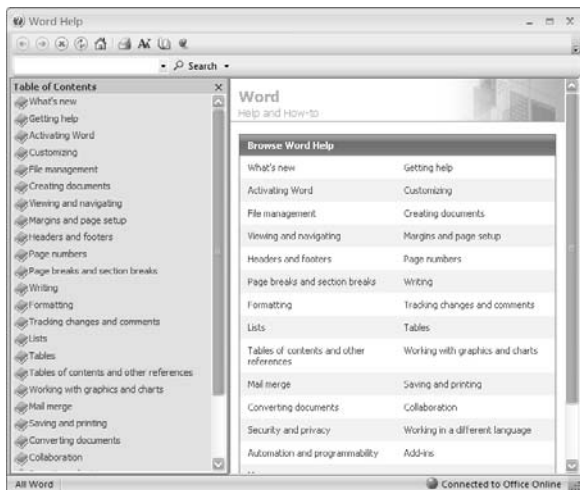 Word Help
Search
Table of Contents
What's new
Getting help
Activating Word
Customizing
File management
Creating documents
Viewing and navigating
Margins and page setup
Headers and footers
Page numbers
Page breaks and section breaks
Writing
Formatting
Tracking changes and comments
Lists
Tables
Tables of contents and other references
Working with graphics and charts
Mail merge
Saving and printing
Converting documents
Collaboration
Word
Help and How-to
Browse Word Help
What's new Getting help
Activating Word Customizing
File management Creating documents
Viewing and navigating Margins and page setup
Headers and footers Page numbers
Page breaks and section breaks Writing
Formatting Tracking changes and comments
Lists Tables
Tables of contents and other Working with graphics and charts
references
Mail merge Saving and printing
Converting documents Collaboration
Security and privacy Working in a different language
Automation and programmability Add-ins
All Word Connected to Office Online